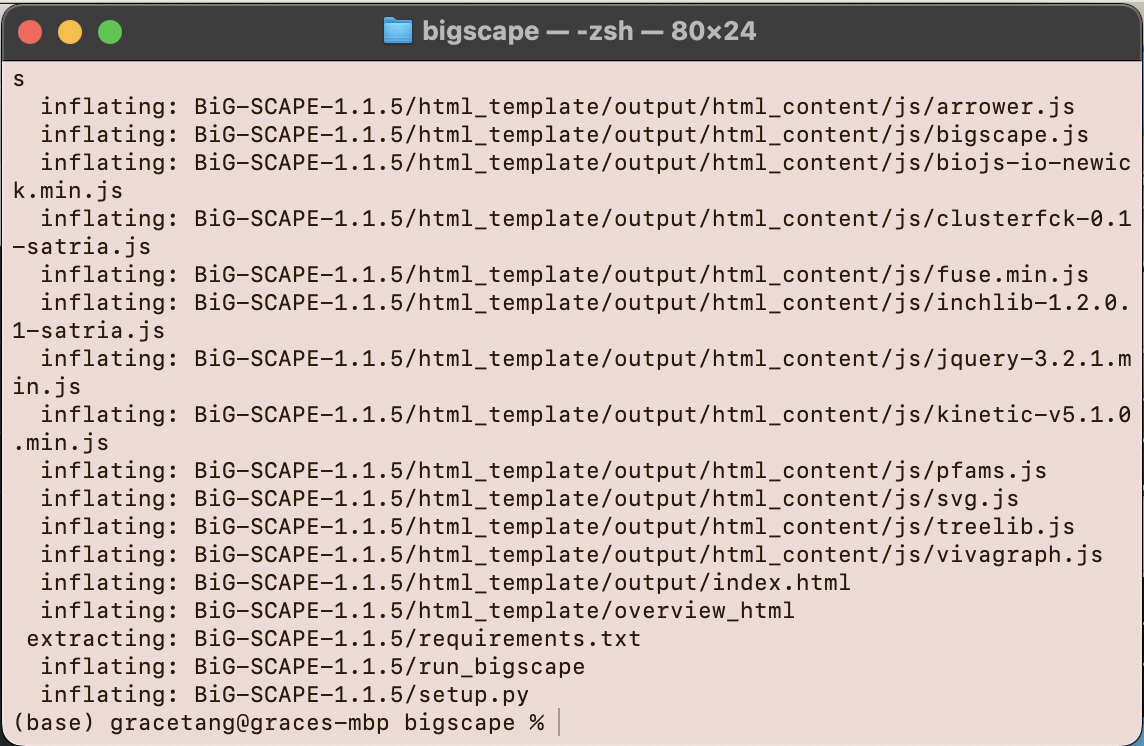 bigscape — -zsh — 80×24
s
  inflating: BiG-SCAPE-1.1.5/html_template/output/html_content/js/arrower.js
  inflating: BiG-SCAPE-1.1.5/html_template/output/html_content/js/bigscape.js
  inflating: BiG-SCAPE-1.1.5/html_template/output/html_content/js/biojs-io-newic
k.min.js
  inflating: BiG-SCAPE-1.1.5/html_template/output/html_content/js/clusterfck-0.1
-satria.js
  inflating: BiG-SCAPE-1.1.5/html_template/output/html_content/js/fuse.min.js
  inflating: BiG-SCAPE-1.1.5/html_template/output/html_content/js/inchlib-1.2.0.
1-satria.js
  inflating: BiG-SCAPE-1.1.5/html_template/output/html_content/js/jquery-3.2.1.m
in.js
  inflating: BiG-SCAPE-1.1.5/html_template/output/html_content/js/kinetic-v5.1.0
.min.js
  inflating: BiG-SCAPE-1.1.5/html_template/output/html_content/js/pfams.js
  inflating: BiG-SCAPE-1.1.5/html_template/output/html_content/js/svg.js
  inflating: BiG-SCAPE-1.1.5/html_template/output/html_content/js/treelib.js
  inflating: BiG-SCAPE-1.1.5/html_template/output/html_content/js/vivagraph.js
  inflating: BiG-SCAPE-1.1.5/html_template/output/index.html
  inflating: BiG-SCAPE-1.1.5/html_template/overview_html
 extracting: BiG-SCAPE-1.1.5/requirements.txt
  inflating: BiG-SCAPE-1.1.5/run_bigscape
  inflating: BiG-SCAPE-1.1.5/setup.py
(base) gracetang@graces-mbp bigscape %